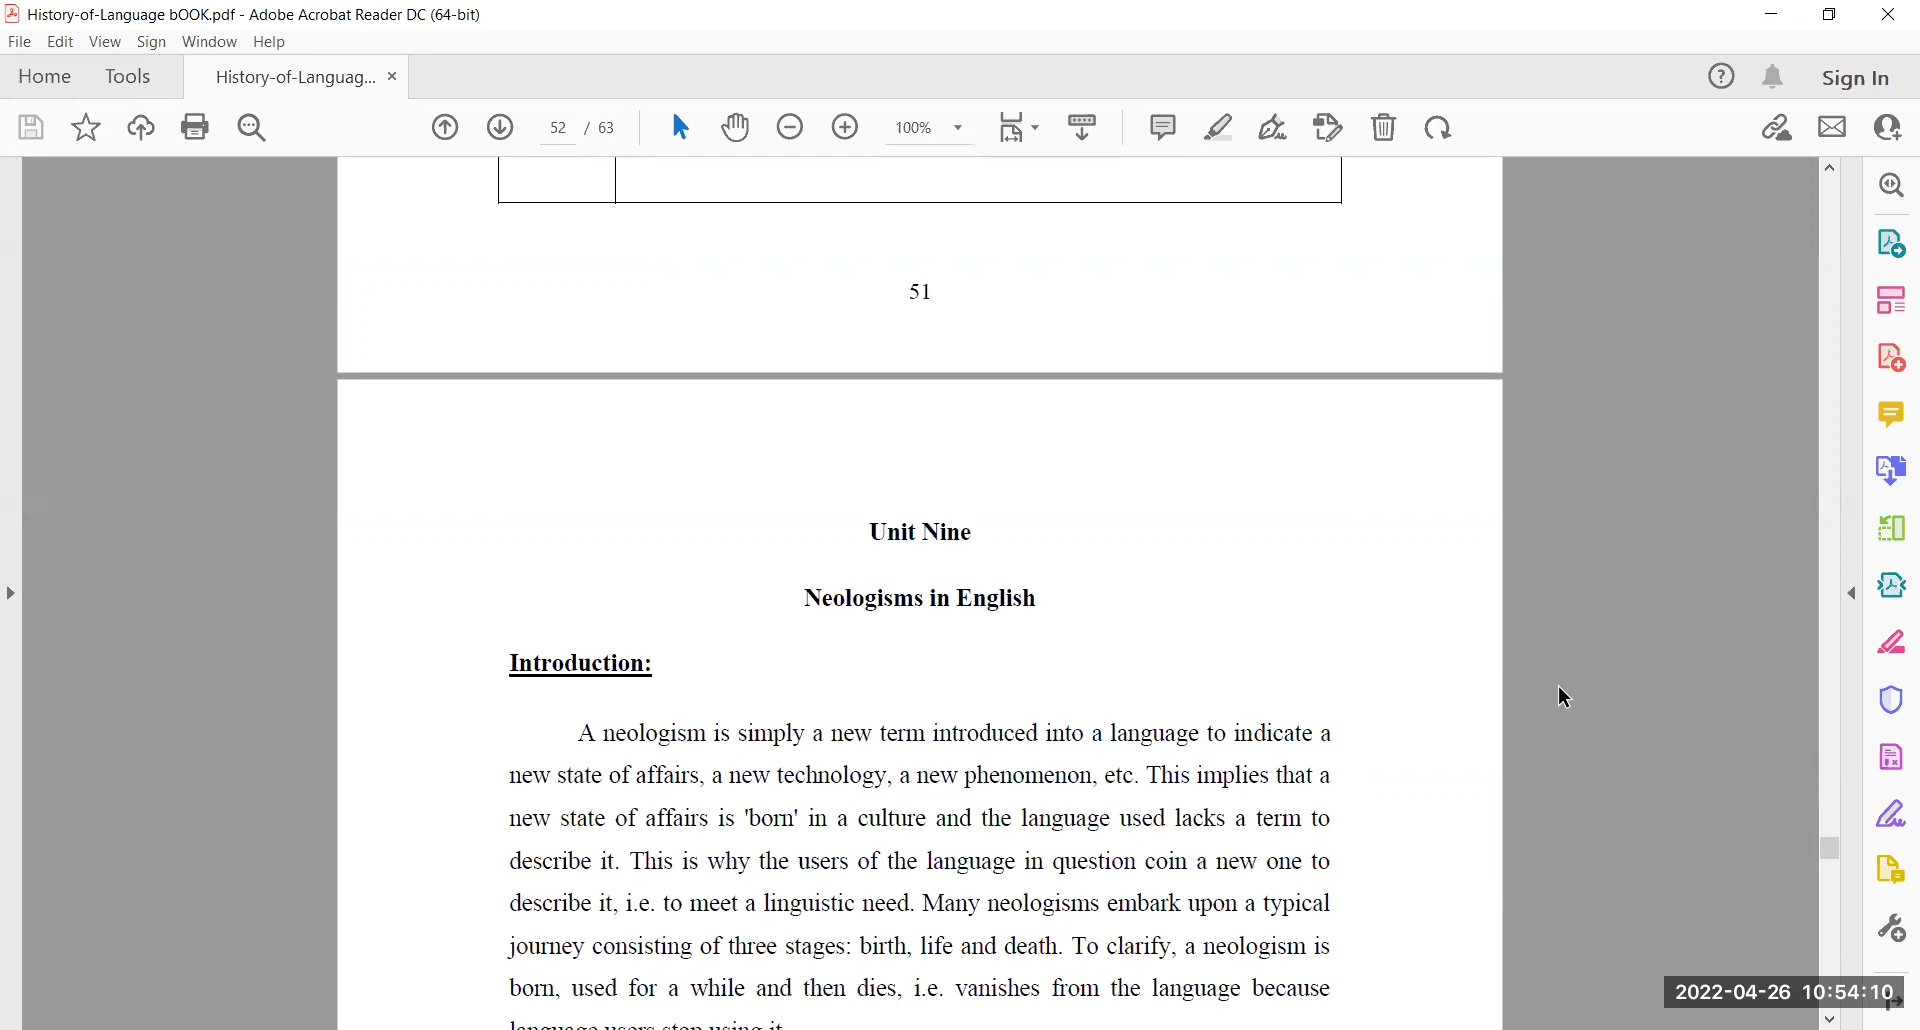 History-of-Language bOOK.pdf - Adobe Acrobat Reader DC (64-bit)
File Edit View Sign Window Help
Home Tools History-of-Languag... × Sign In
52 / 63 100%
51
Unit Nine
Neologisms in English
Introduction:
A neologism is simply a new term introduced into a language to indicate a
new state of affairs, a new technology, a new phenomenon, etc. This implies that a
new state of affairs is 'born' in a culture and the language used lacks a term to
describe it. This is why the users of the language in question coin a new one to
describe it, i.e. to meet a linguistic need. Many neologisms embark upon a typical
journey consisting of three stages: birth, life and death. To clarify, a neologism is
born, used for a while and then dies, i.e. vanishes from the language because
language users stop using it
2022-04-26 10:54:10